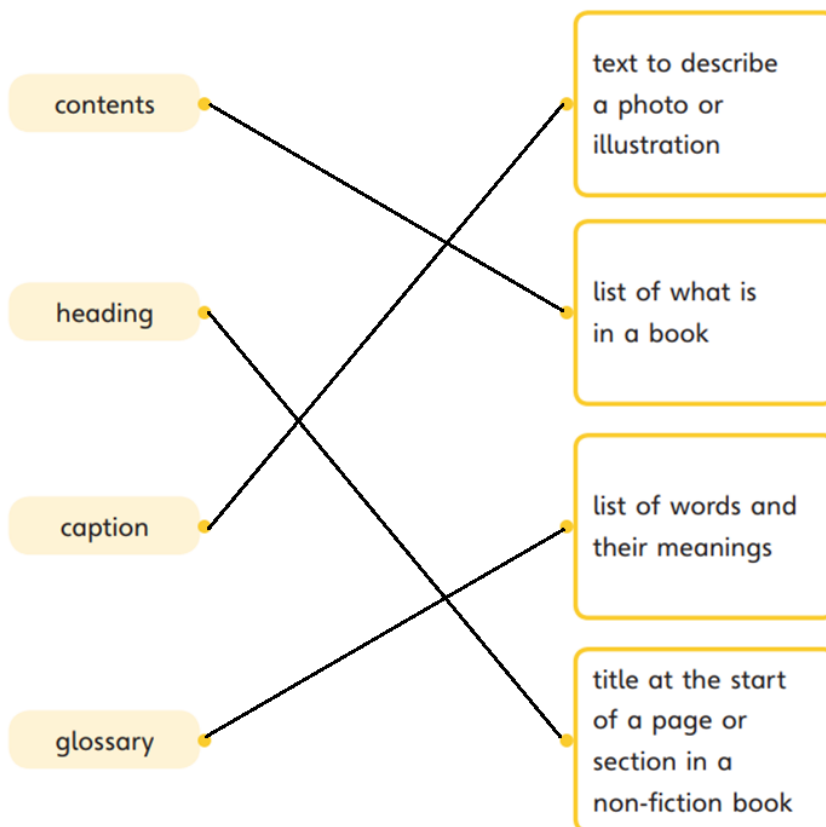 contents
heading
caption
glossary
text to describe
a photo or
illustration
list of what is
in a book
list of words and
their meanings
title at the start
of a page or
section in a
non-fiction book